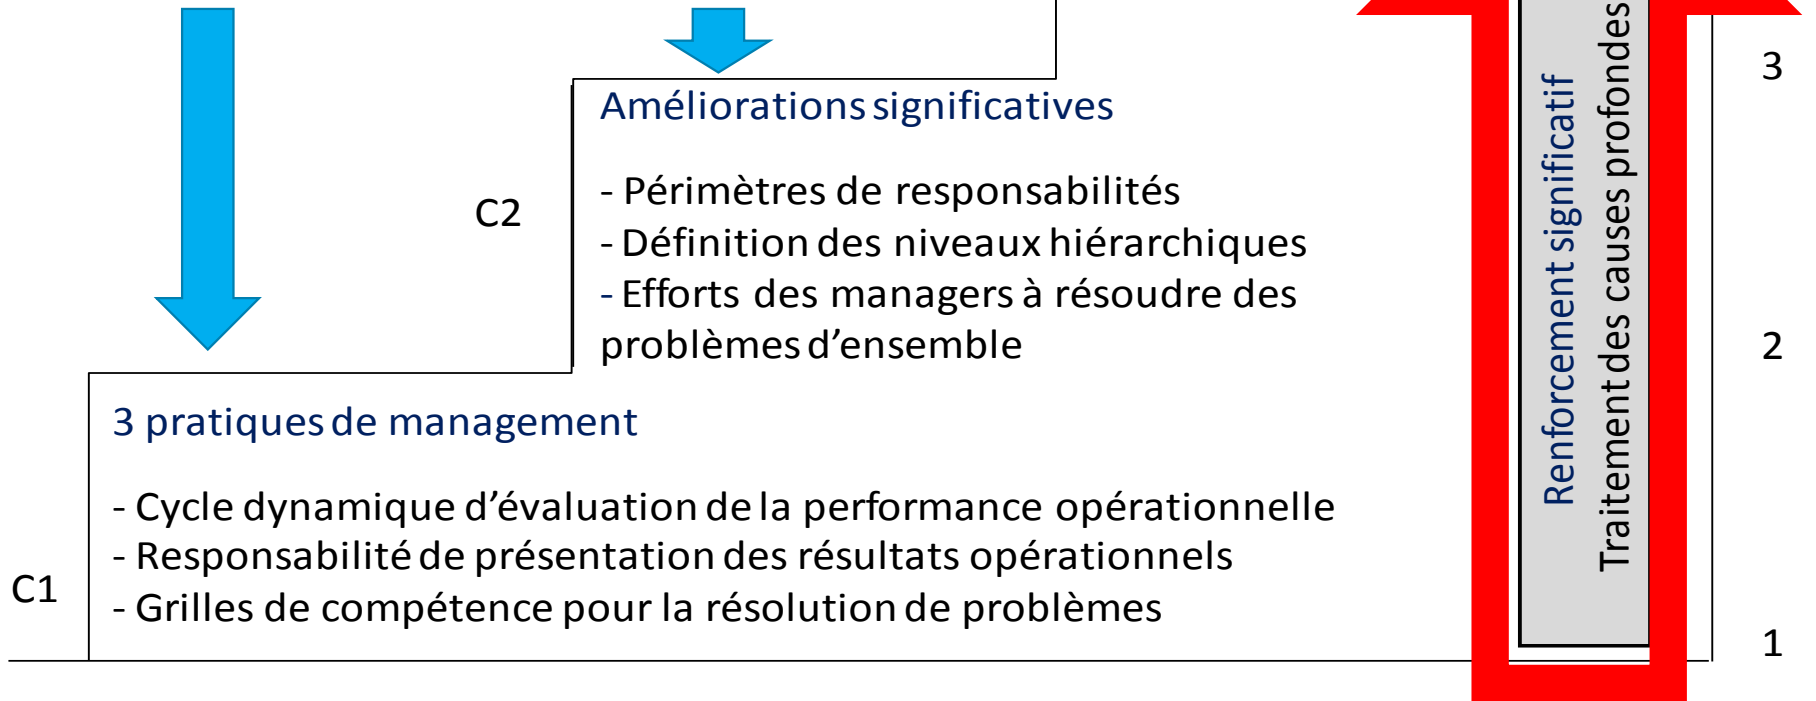 3
Améliorations significatives
- Périmètres de responsabilités
C2
- Définition des niveaux hiérarchiques
- Efforts des managers à résoudre des
problèmes d’ensemble
2
3 pratiques de management
- Cycle dynamique d’évaluation de la performance opérationnelle
- Responsabilité de présentation des résultats opérationnels
C1
- Grilles de compétence pour la résolution de problèmes
1
Renforcement significatif
Traitement des causes profondes